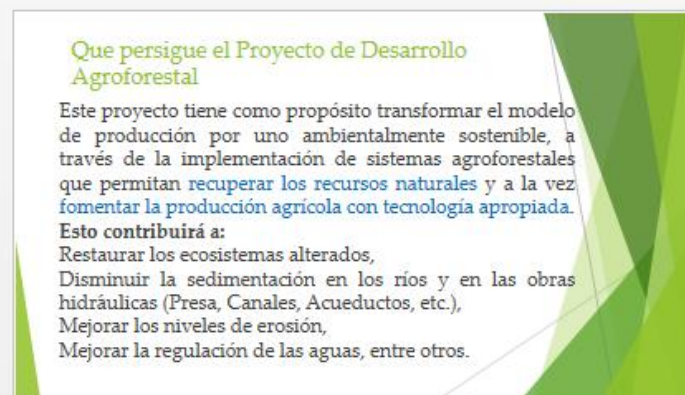 Que persigue el Proyecto de Desarrollo
Agroforestal
Este proyecto tiene como propósito transformar el modelo
de producción por uno ambientalmente sostenible, a
través de la implementación de sistemas agroforestales
que permitan recuperar los recursos naturales y a la vez
fomentar la producción agrícola con tecnología apropiada.
Esto contribuirá a:
Restaurar los ecosistemas alterados,
Disminuir la sedimentación en los ríos y en las obras
hidráulicas (Presa, Canales, Acueductos, etc.),
Mejorar los niveles de erosión,
Mejorar la regulación de las aguas, entre otros.